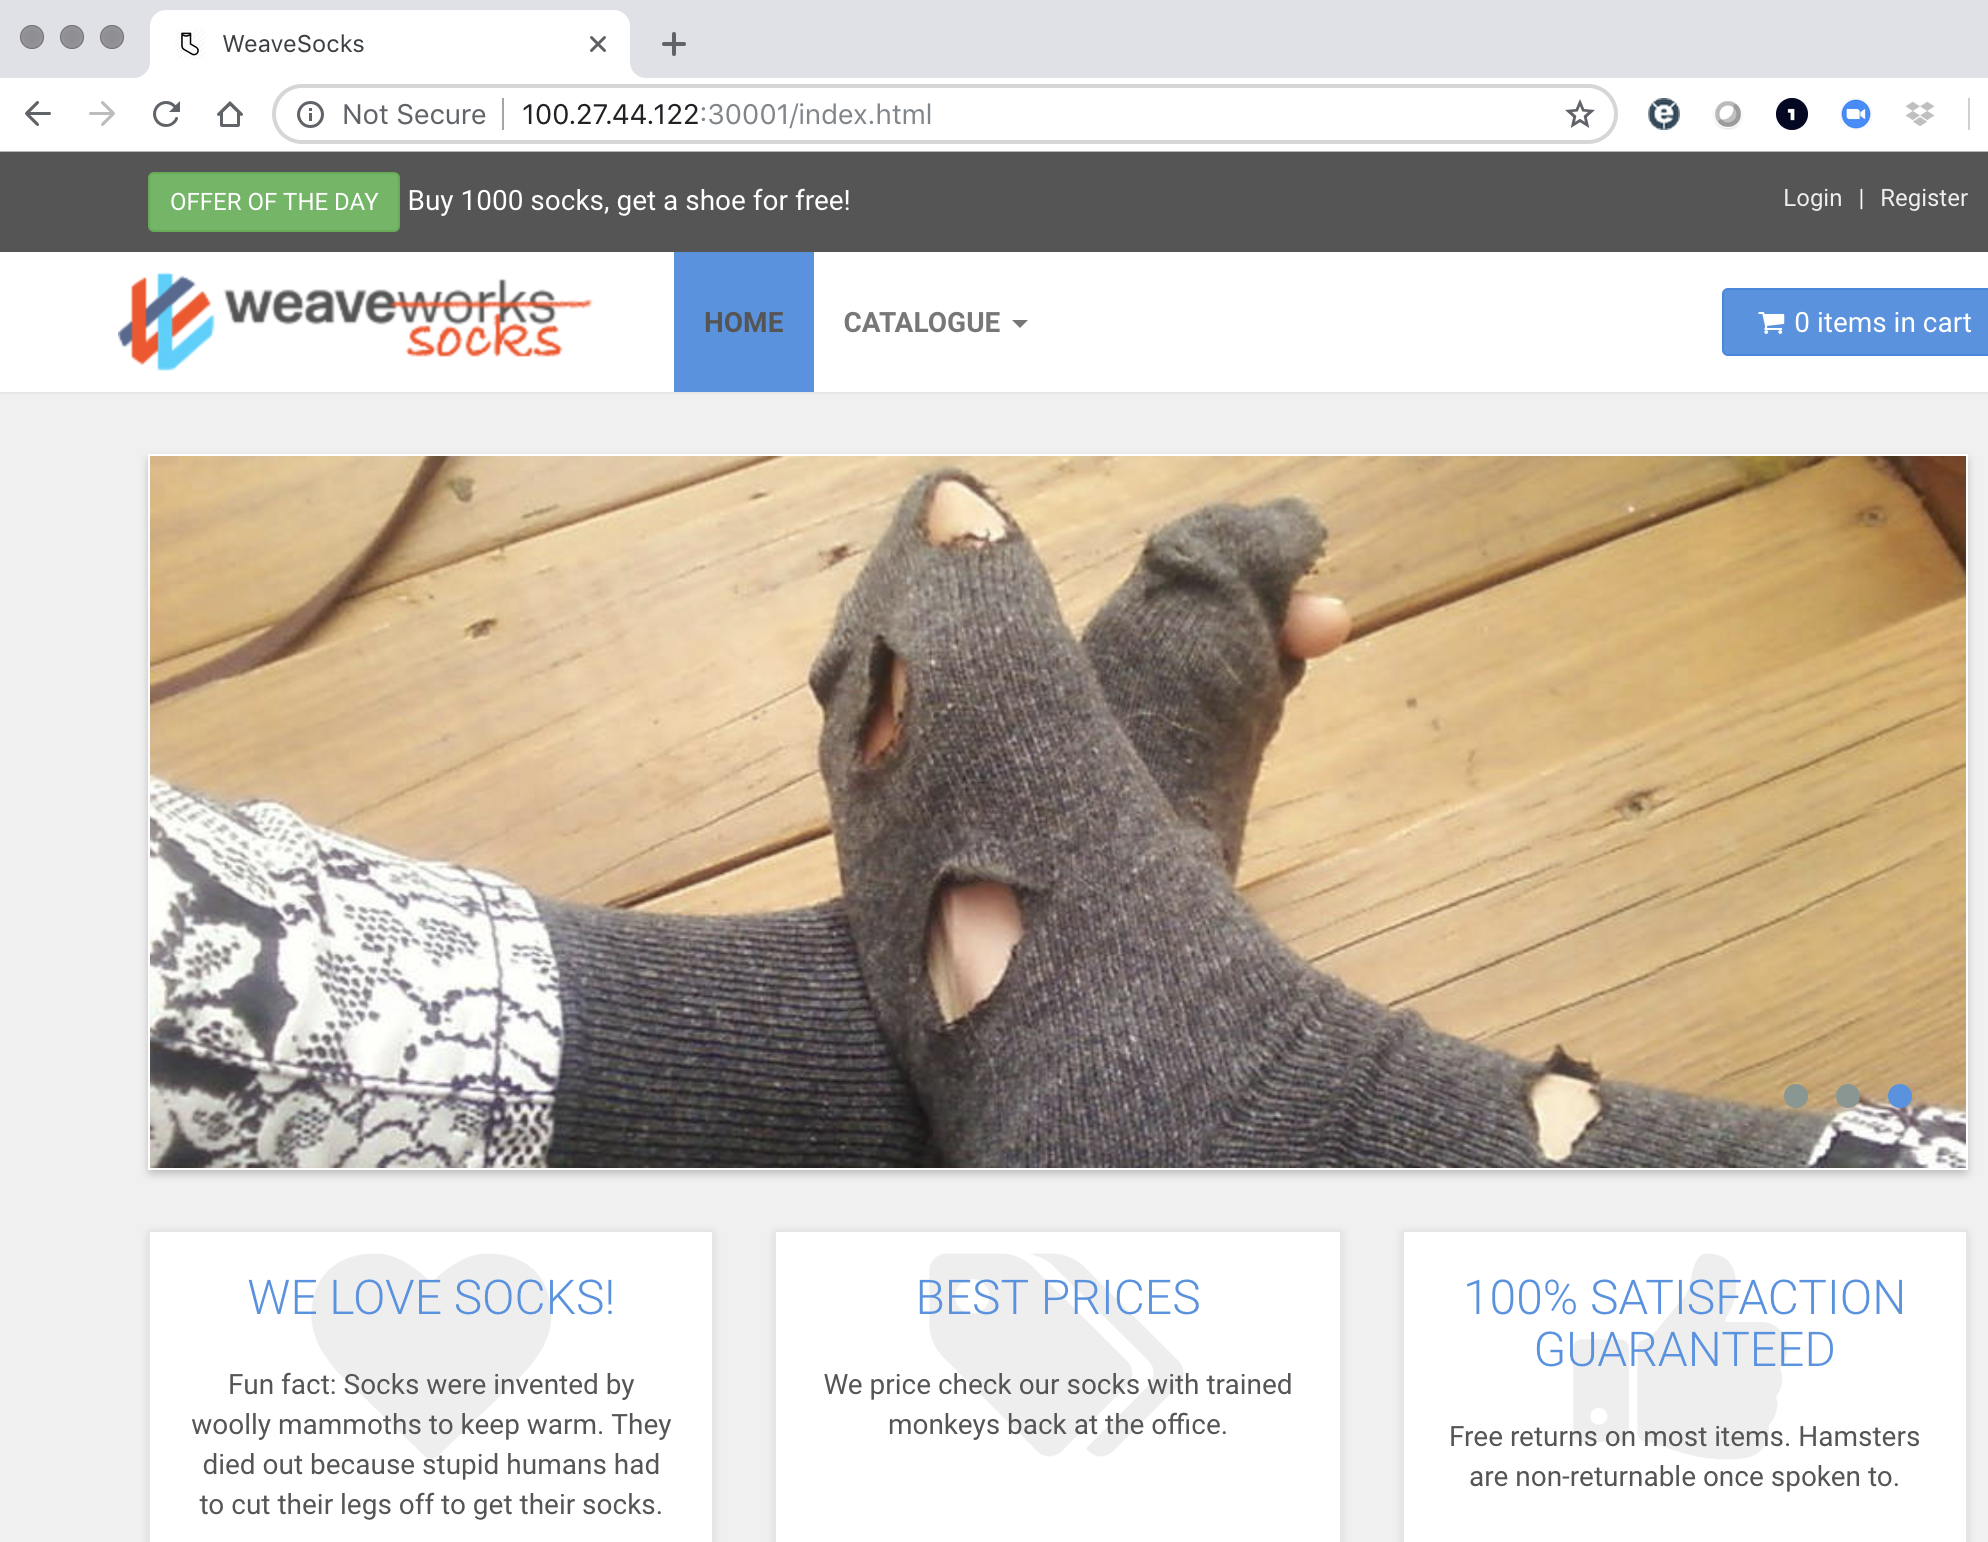 WeaveSocks
Not Secure | 100.27.44.122:30001/index.html
OFFER OF THE DAY Buy 1000 socks, get a shoe for free!
Login | Register
weaveworks
socks
HOME
CATALOGUE
0 items in cart
WE LOVE SOCKS!
Fun fact: Socks were invented by
woolly mammoths to keep warm. They
died out because stupid humans had
to cut their legs off to get their socks.
BEST PRICES
We price check our socks with trained
monkeys back at the office.
100% SATISFACTION
GUARANTEED
Free returns on most items. Hamsters
are non-returnable once spoken to.